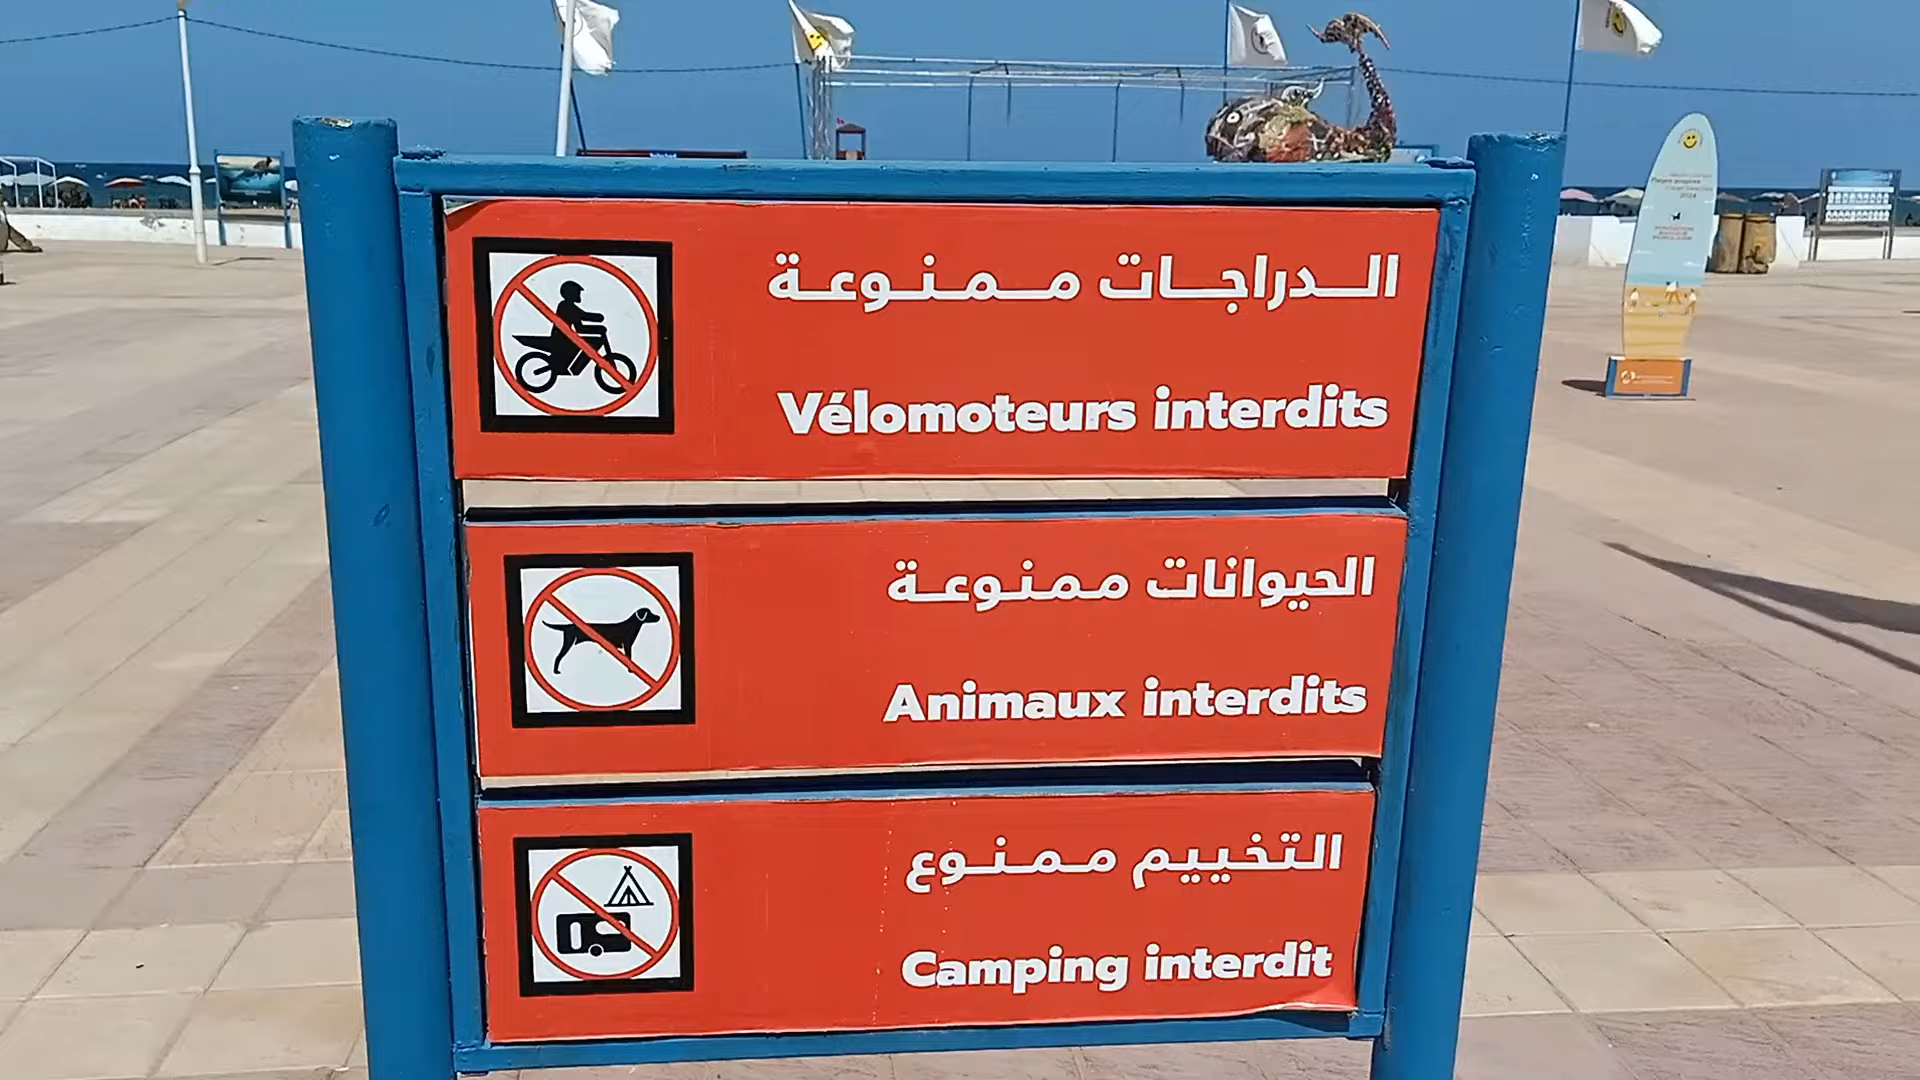 الدراجات ممنوعة
Vélomoteurs interdits
الحيوانات ممنوعة
Animaux interdits
التخييم ممنوع
Camping interdit